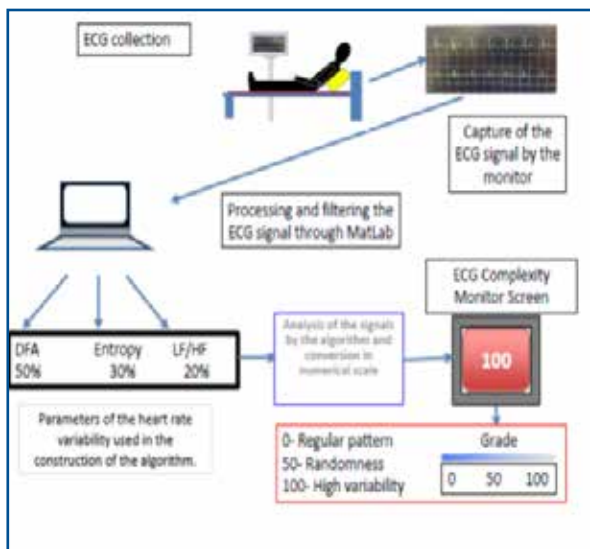 ECG collection
Capture of the
ECG signal by the
monitor
Processing and filtering the
ECG signal through MatLab
ECG Complexity
Monitor Screen
100
DFA Entropy LF/HF
50% 30% 20%
Analysis of the signals
by the algorithm and
conversion in
numerical scale
Parameters of the heart rate
variability used in the
construction of the algorithm.
0- Regular pattern
50- Randomness
100- High variability
Grade
0 50 100